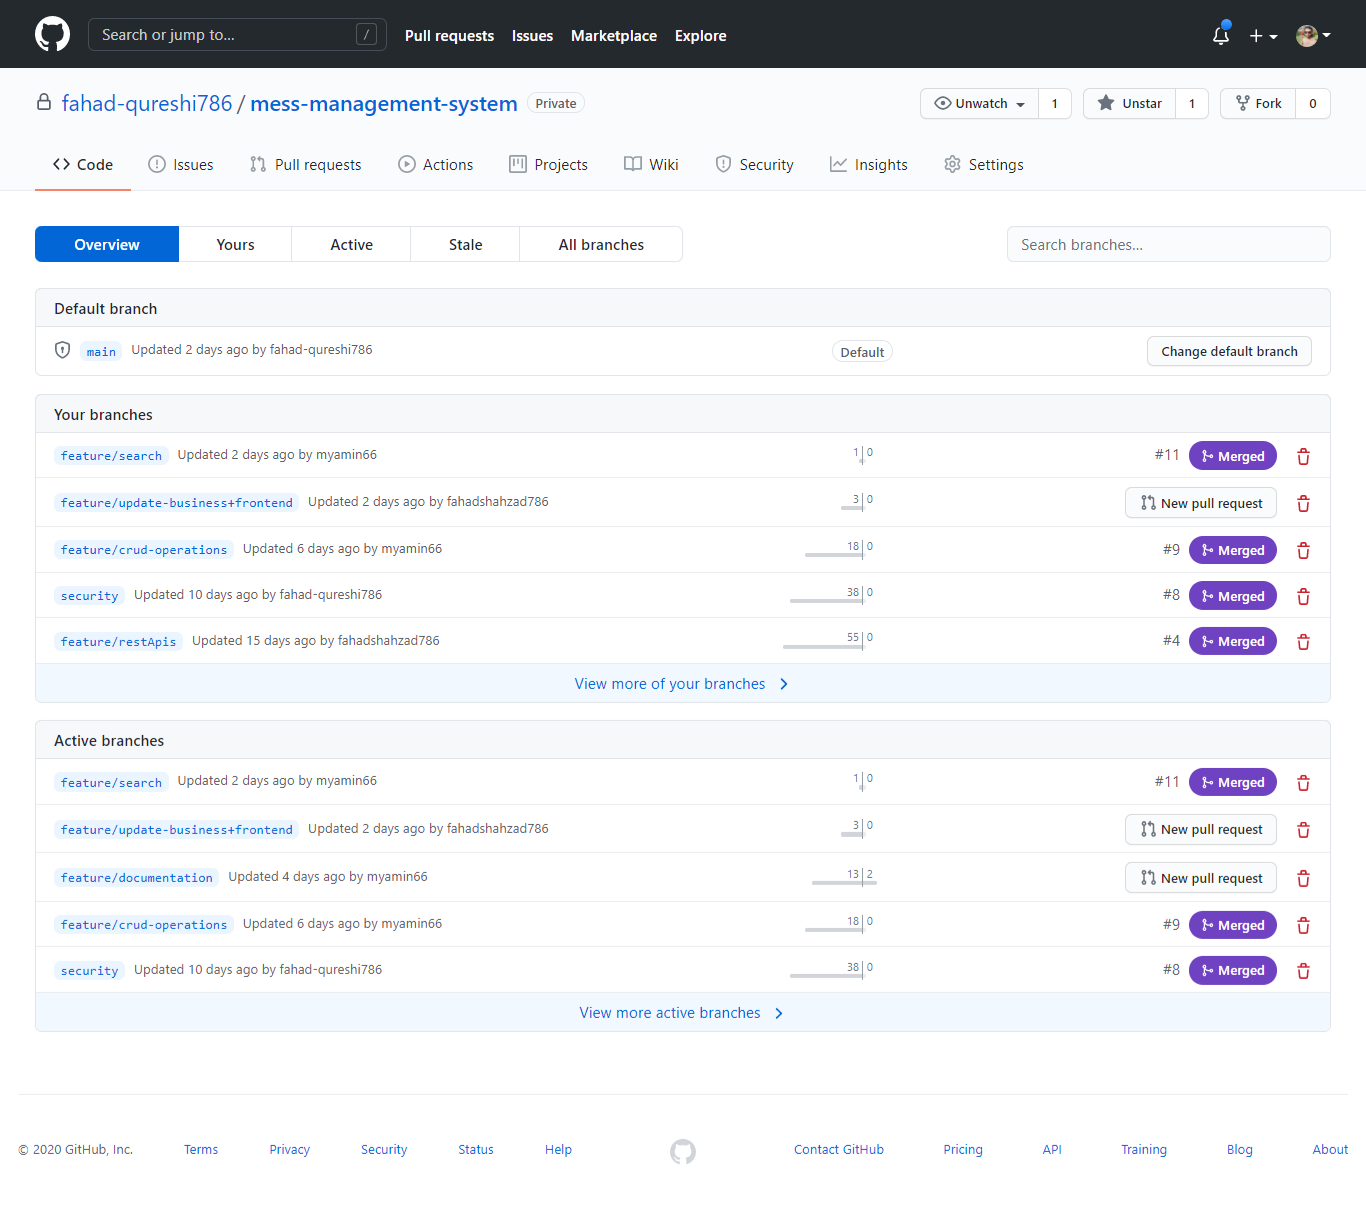 Search or jump to... / Pull requests Issues Marketplace Explore
fahad-qureshi786 / mess-management-system Private Unwatch 1 Unstar 1 Fork 0
Code Issues Pull requests Actions Projects Wiki Security Insights Settings
Overview Yours Active Stale All branches Search branches...
Default branch
main Updated 2 days ago by fahad-qureshi786 Default Change default branch
Your branches
feature/search Updated 2 days ago by myamin66 1 0 #11 Merged
feature/update-business+frontend Updated 2 days ago by fahadshahzad786 3 0 New pull request
feature/crud-operations Updated 6 days ago by myamin66 18 0 #9 Merged
security Updated 10 days ago by fahad-qureshi786 38 0 #8 Merged
feature/restApis Updated 15 days ago by fahadshahzad786 55 0 #4 Merged
View more of your branches
Active branches
feature/search Updated 2 days ago by myamin66 1 0 #11 Merged
feature/update-business+frontend Updated 2 days ago by fahadshahzad786 3 0 New pull request
feature/documentation Updated 4 days ago by myamin66 13 2 New pull request
feature/crud-operations Updated 6 days ago by myamin66 18 0 #9 Merged
security Updated 10 days ago by fahad-qureshi786 38 0 #8 Merged
View more active branches
© 2020 GitHub, Inc. Terms Privacy Security Status Help Contact GitHub Pricing API Training Blog About